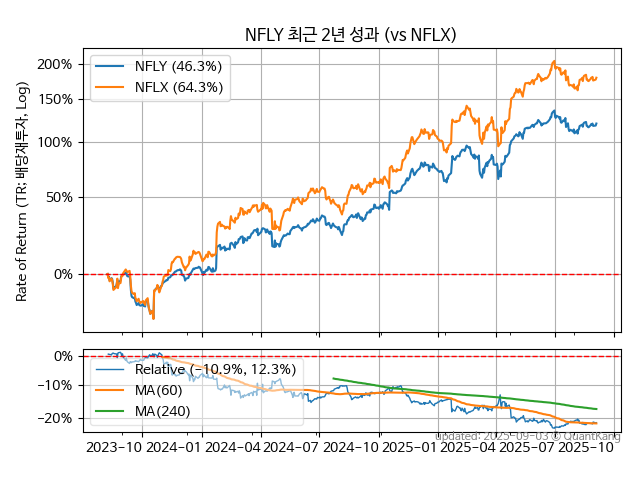 NFLY 최근 2년 성과 (vs NFLX)
Rate of Return (TR: 배당재투자, Log)
200%
150%
100%
50%
0%
NFLY (46.3%)
NFLX (64.3%)
0%
−10%
−20%
Relative (−10.9%, 12.3%)
MA(60)
MA(240)
2023−10 2024−01 2024−04 2024−07 2024−10 2025−01 2025−04 2025−07 2025−10
updated: 2025−09−03 © QuantKang